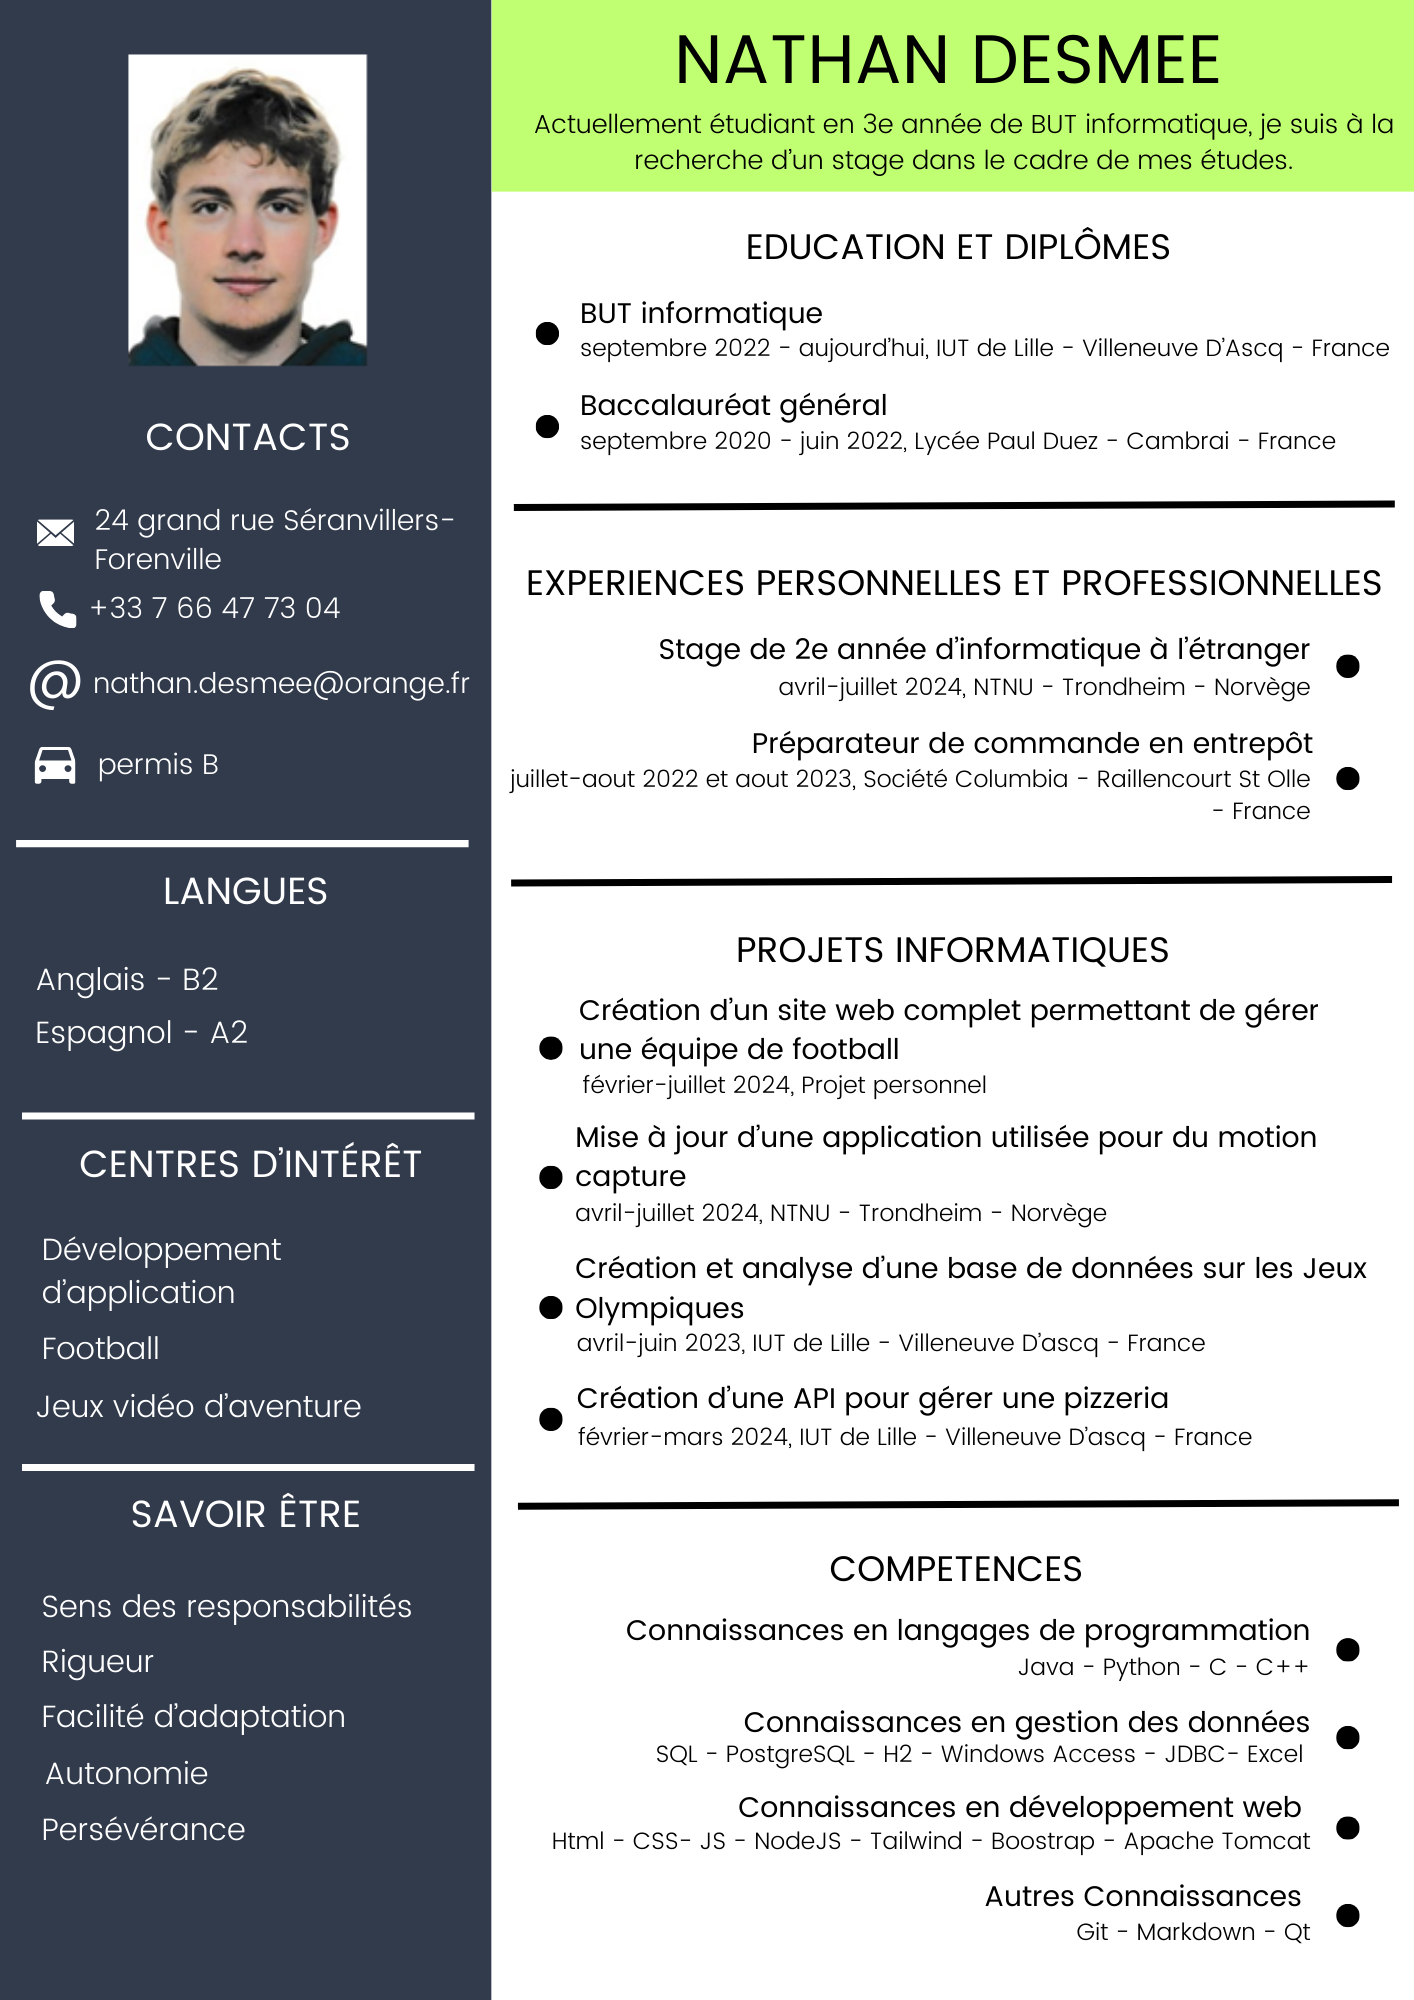 NATHAN DESMEE
Actuellement étudiant en 3e année de BUT informatique, je suis à la
recherche d'un stage dans le cadre de mes études.
CONTACTS
24 grand rue Séranvillers-
Forenville
+33 7 66 47 73 04
nathan.desmee@orange.fr
permis B
LANGUES
Anglais - B2
Espagnol - A2
CENTRES D'INTÉRÊT
Développement
d'application
Football
Jeux vidéo d'aventure
SAVOIR ÊTRE
Sens des responsabilités
Rigueur
Facilité d'adaptation
Autonomie
Persévérance
EDUCATION ET DIPLÔMES
BUT informatique
septembre 2022 - aujourd'hui, IUT de Lille - Villeneuve D'Ascq - France
Baccalauréat général
septembre 2020 - juin 2022, Lycée Paul Duez - Cambrai - France
EXPERIENCES PERSONNELLES ET PROFESSIONNELLES
Stage de 2e année d'informatique à l'étranger
avril-juillet 2024, NTNU - Trondheim - Norvège
Préparateur de commande en entrepôt
juillet-aout 2022 et aout 2023, Société Columbia - Raillencourt St Olle
- France
PROJETS INFORMATIQUES
Création d'un site web complet permettant de gérer
une équipe de football
février-juillet 2024, Projet personnel
Mise à jour d'une application utilisée pour du motion
capture
avril-juillet 2024, NTNU - Trondheim - Norvège
Création et analyse d'une base de données sur les Jeux
Olympiques
avril-juin 2023, IUT de Lille - Villeneuve D'ascq - France
Création d'une API pour gérer une pizzeria
février-mars 2024, IUT de Lille - Villeneuve D'ascq - France
COMPETENCES
Connaissances en langages de programmation
Java - Python - C - C++
Connaissances en gestion des données
SQL - PostgreSQL - H2 - Windows Access - JDBC- Excel
Connaissances en développement web
Html - CSS- JS - NodeJS - Tailwind - Boostrap - Apache Tomcat
Autres Connaissances
Git - Markdown - Qt